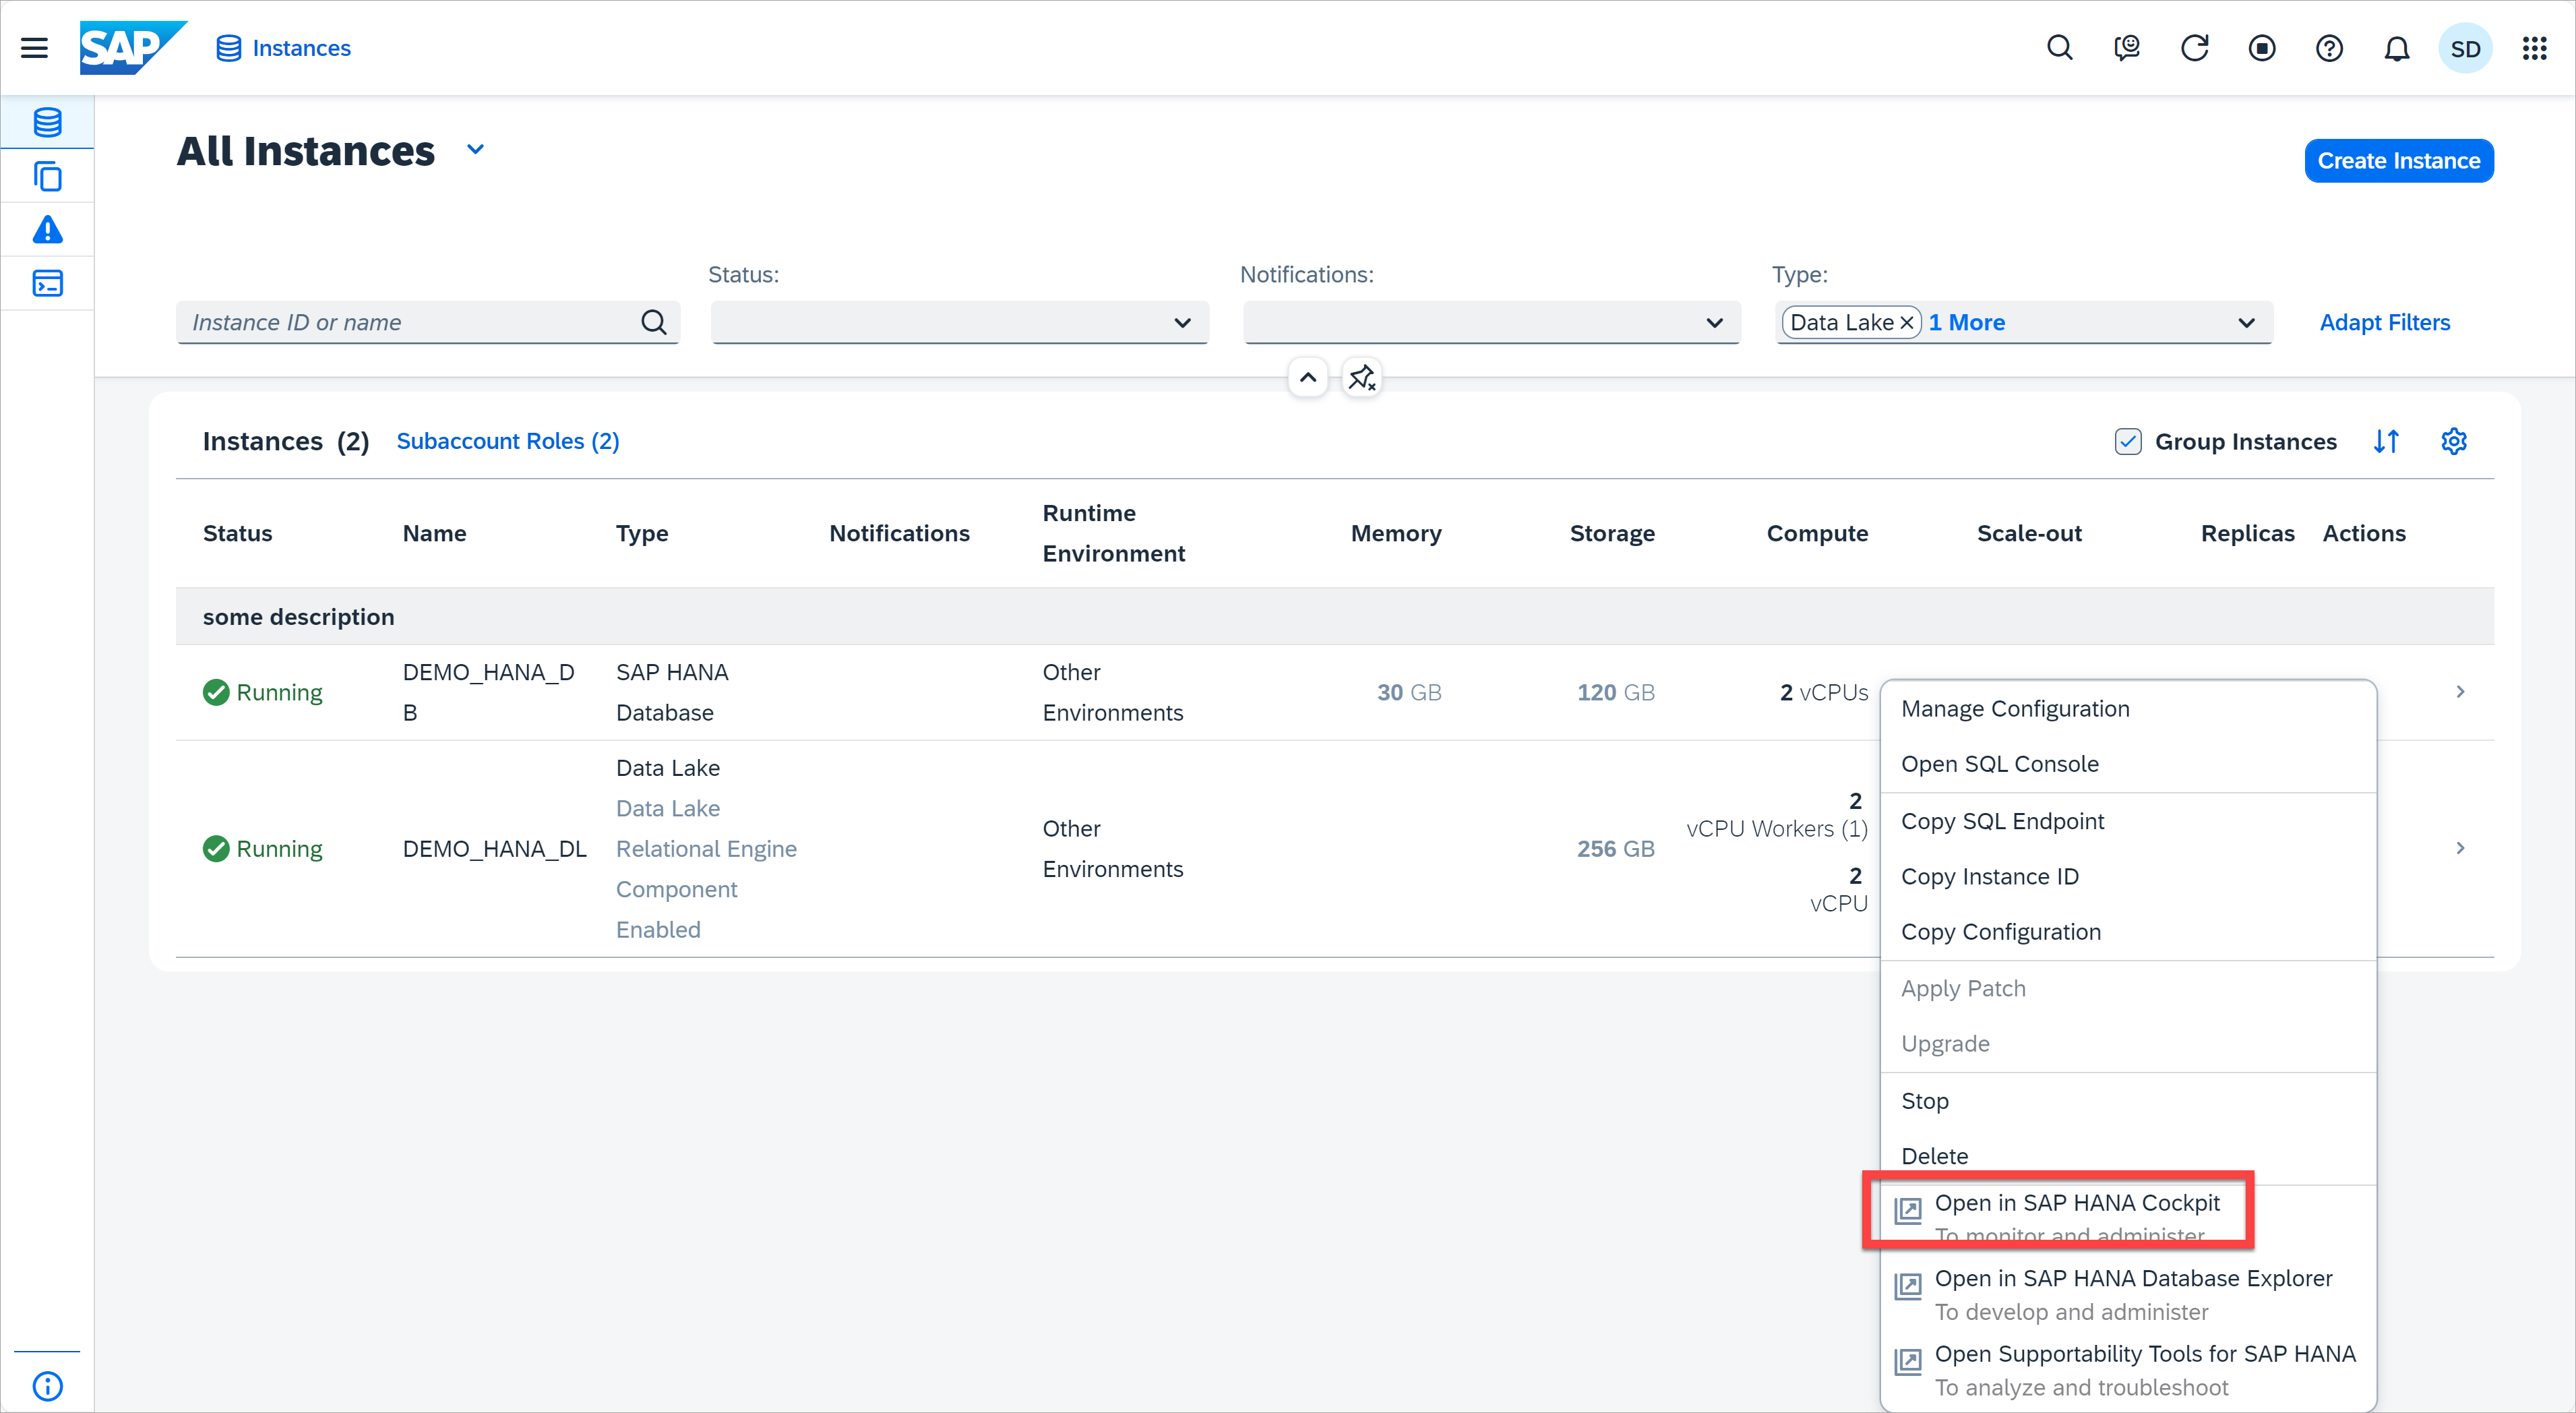 SAP Instances SD
All Instances
Create Instance
Status: Notifications: Type:
Instance ID or name Data Lake 1 More Adapt Filters
Instances (2) Subaccount Roles (2) Group Instances
Status Name Type Notifications Runtime Environment Memory Storage Compute Scale-out Replicas Actions
some description
Running DEMO_HANA_D SAP HANA Other 30 GB 120 GB 2 vCPUs
B Database Environments
Data Lake
Data Lake
Running DEMO_HANA_DL Relational Engine Other 256 GB 2
Component Environments vCPU Workers (1)
Enabled 2
vCPU
Manage Configuration
Open SQL Console
Copy SQL Endpoint
Copy Instance ID
Copy Configuration
Apply Patch
Upgrade
Stop
Delete
Open in SAP HANA Cockpit
To monitor and administer
Open in SAP HANA Database Explorer
To develop and administer
Open Supportability Tools for SAP HANA
To analyze and troubleshoot